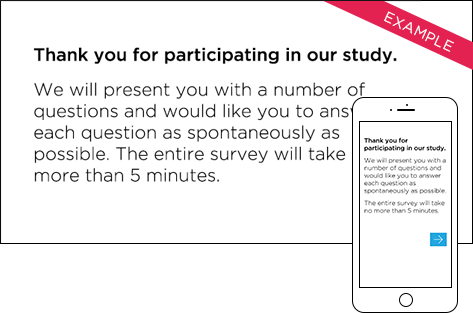 EXAMPLE
Thank you for participating in our study.
We will present you with a number of
questions and would like you to
each question as spontaneously as
possible. The entire survey will take
more than 5 minutes.
Thank you for
participating in our study.
We will present you with a
number of questions and
would like you to answer
each question as
spontaneously as possible.
The entire survey will take
no more than 5 minutes.